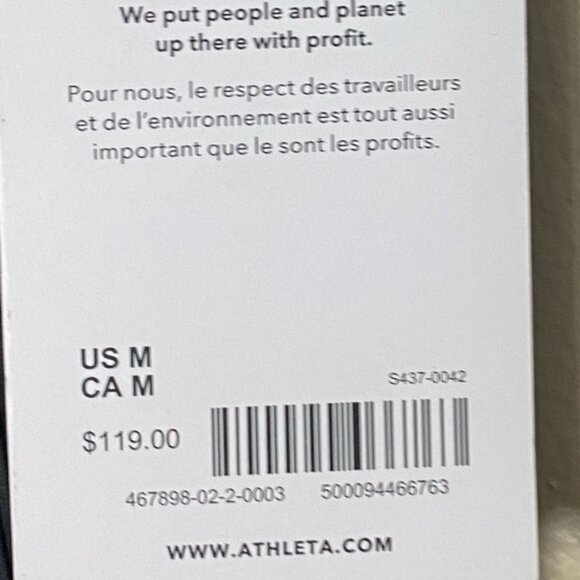 We put people and planet
up there with profit.
Pour nous, le respect des travailleurs
et de l'environnement est tout aussi
important que le sont les profits.
US M
CA M
S437-0042
$119.00
467898-02-2-0003 500094466763
WWW.ATHLETA.COM